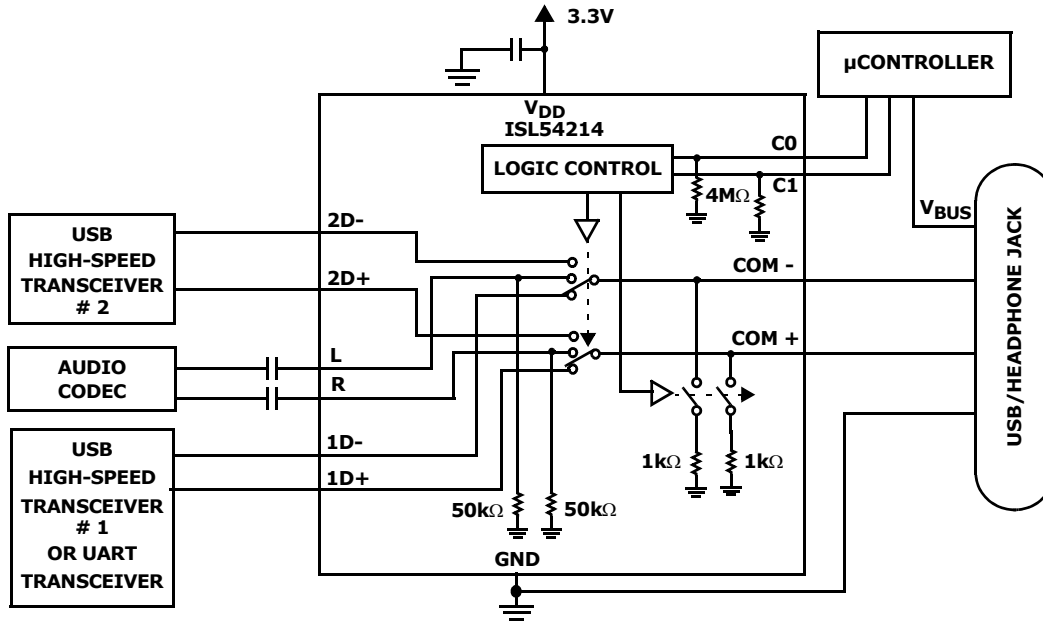 3.3V
µCONTROLLER
VDD
ISL54214
LOGIC CONTROL
C0
C1
4MΩ
VBUS
USB/HEADPHONE JACK
USB
HIGH-SPEED
TRANSCEIVER
# 2
2D-
2D+
COM -
COM +
AUDIO
CODEC
L
R
USB
HIGH-SPEED
TRANSCEIVER
# 1
OR UART
TRANSCEIVER
1D-
1D+
50kΩ
50kΩ
1kΩ
1kΩ
GND